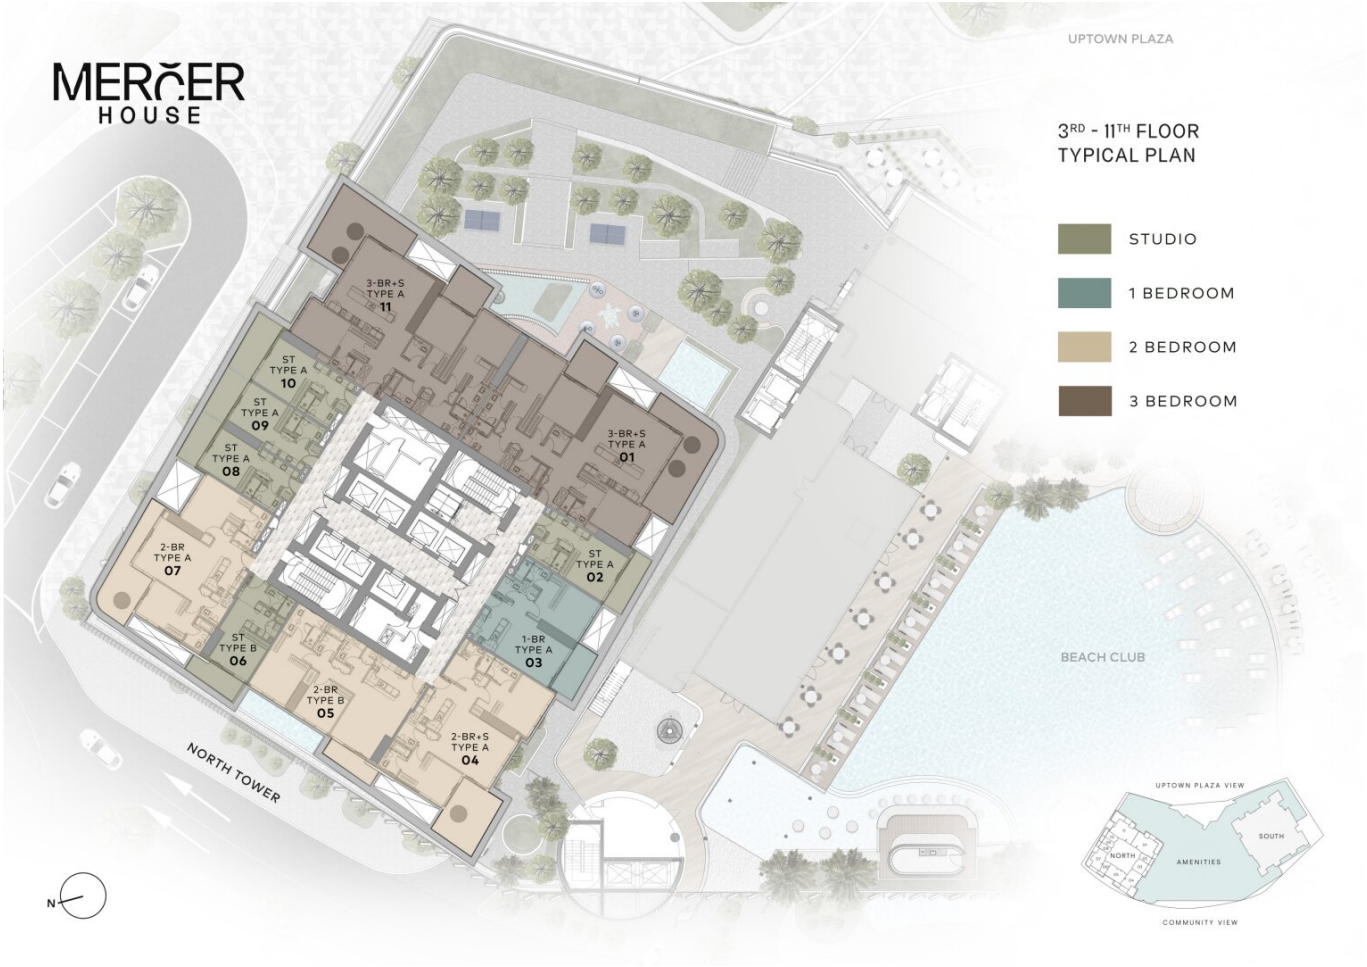 MERCER
HOUSE
UPTOWN PLAZA
3RD - 11TH FLOOR
TYPICAL PLAN
STUDIO
1 BEDROOM
2 BEDROOM
3 BEDROOM
3-BR+S
TYPE A
11
ST
TYPE A
10
ST
TYPE A
09
ST
TYPE A
08
3-BR+S
TYPE A
01
2-BR
TYPE A
07
ST
TYPE A
02
ST
TYPE B
06
1-BR
TYPE A
03
2-BR
TYPE B
05
2-BR+S
TYPE A
04
BEACH CLUB
NORTH TOWER
N
UPTOWN PLAZA VIEW
NORTH
SOUTH
AMENITIES
COMMUNITY VIEW